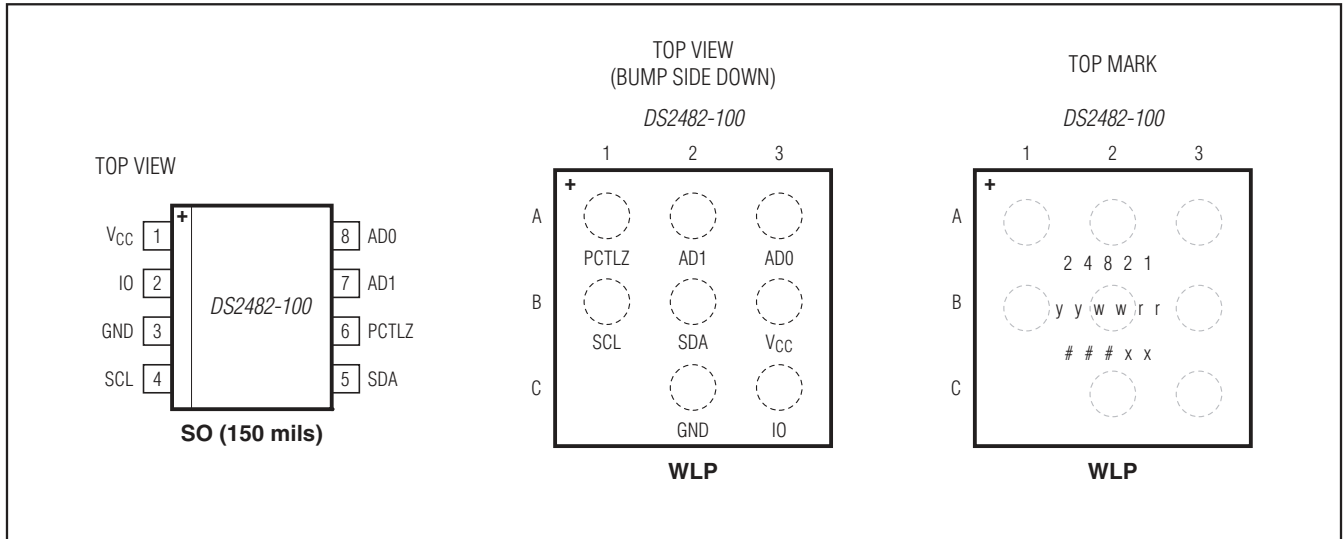 TOP VIEW
+
VCC 1
IO 2
GND 3
SCL 4
8 AD0
7 AD1
6 PCTLZ
5 SDA
DS2482-100
SO (150 mils)
TOP VIEW
(BUMP SIDE DOWN)
DS2482-100
1 2 3
+
A
PCTLZ AD1 AD0
B
SCL SDA VCC
C
GND IO
WLP
TOP MARK
DS2482-100
1 2 3
+
A
2 4 8 2 1
B y y w w r r
# # # x x
C
WLP